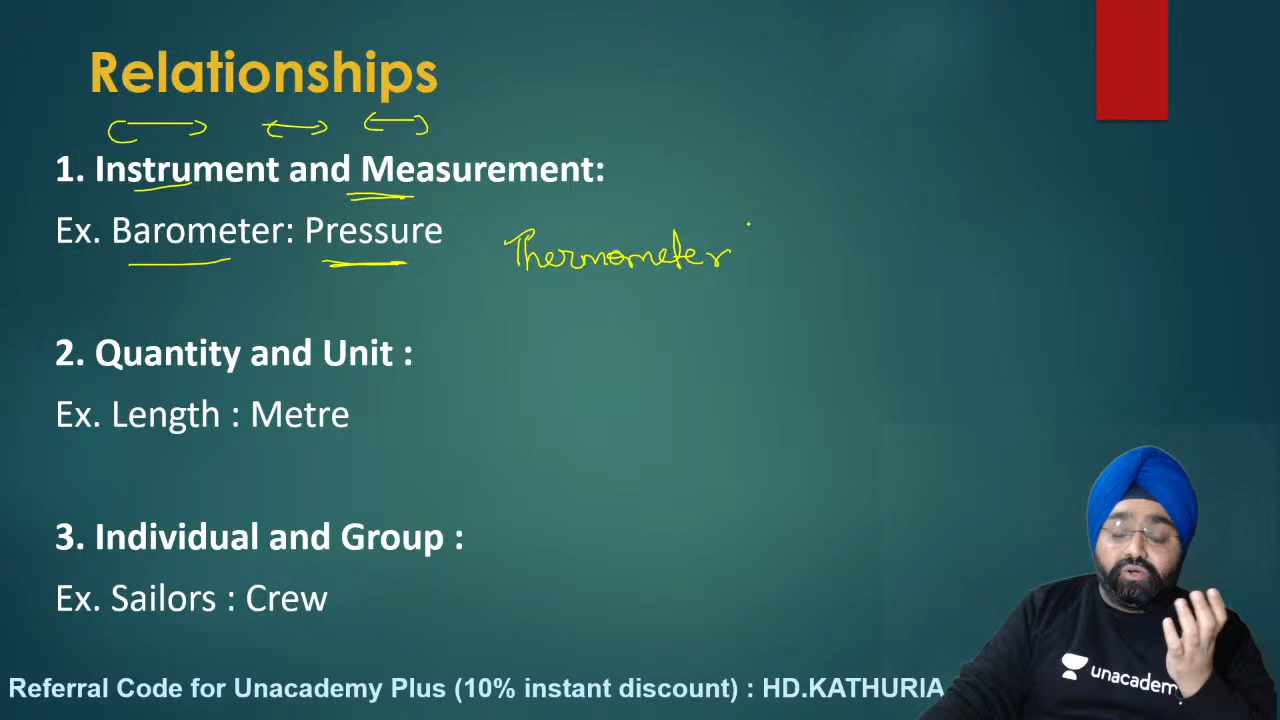 Relationships
1. Instrument and Measurement:
Ex. Barometer: Pressure
Thermometer
2. Quantity and Unit :
Ex. Length : Metre
3. Individual and Group :
Ex. Sailors : Crew
unacadem
Referral Code for Unacademy Plus (10% instant discount) : HD.KATHURIA